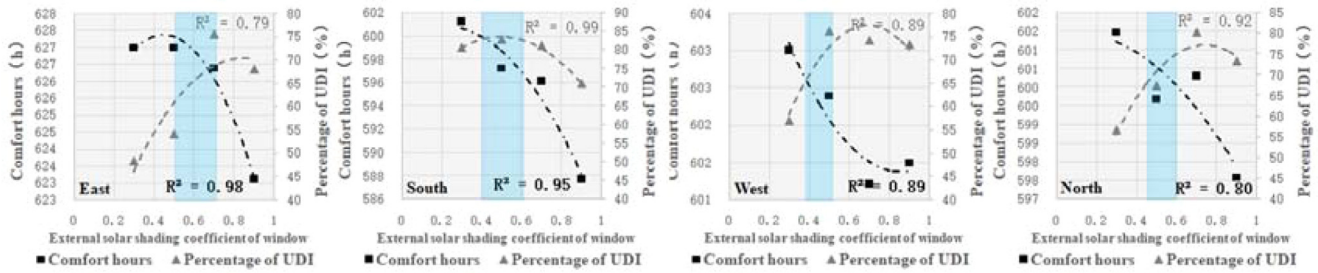 Comfort hours (h)
628
627
627
626
626
625
625
624
624
623
623
R² = 0.79
East
R² = 0.98
80
75
70
65
60
55
50
45
40
Percentage of UDI (%)
0 0.2 0.4 0.6 0.8 1
External solar shading coefficient of window
■ Comfort hours ▲ Percentage of UDI
Comfort hours (h)
602
600
598
596
594
592
590
588
586
R² = 0.99
South
R² = 0.95
90
85
80
75
70
65
60
55
50
45
40
Percentage of UDI (%)
0 0.2 0.4 0.6 0.8 1
External solar shading coefficient of window
■ Comfort hours ▲ Percentage of UDI
Comfort hours (h)
604
603
603
602
602
601
R² = 0.89
West
R² = 0.89
80
75
70
65
60
55
50
45
40
Percentage of UDI (%)
0 0.2 0.4 0.6 0.8 1
External solar shading coefficient of window
■ Comfort hours ▲ Percentage of UDI
Comfort hours (h)
602
602
601
601
600
600
599
599
598
598
597
R² = 0.92
North
R² = 0.80
85
80
75
70
65
60
55
50
45
40
Percentage of UDI (%)
0 0.2 0.4 0.6 0.8 1
External solar shading coefficient of window
■ Comfort hours ▲ Percentage of UDI